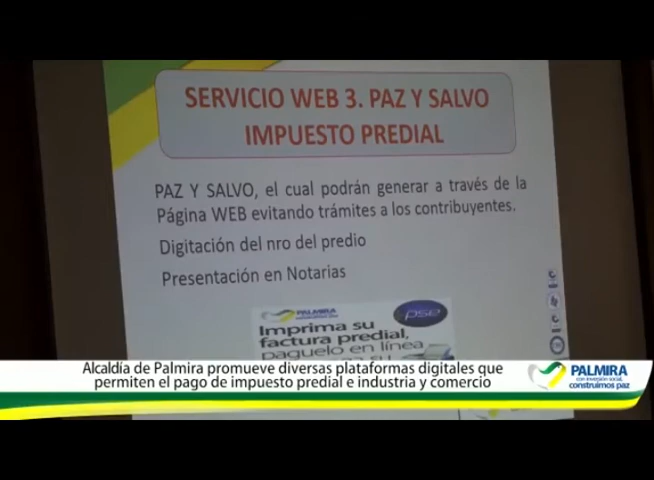 SERVICIO WEB 3. PAZ Y SALVO
IMPUESTO PREDIAL
PAZ Y SALVO, el cual podrán generar a través de la
Página WEB evitando trámites a los contribuyentes.
Digitación del nro del predio
Presentación en Notarias
PALMIRA
pse
Imprima su
factura predial,
paguelo en línea
Alcaldía de Palmira promueve diversas plataformas digitales que
permiten el pago de impuesto predial e industria y comercio
PALMIRA
con inversión social,
construimos paz